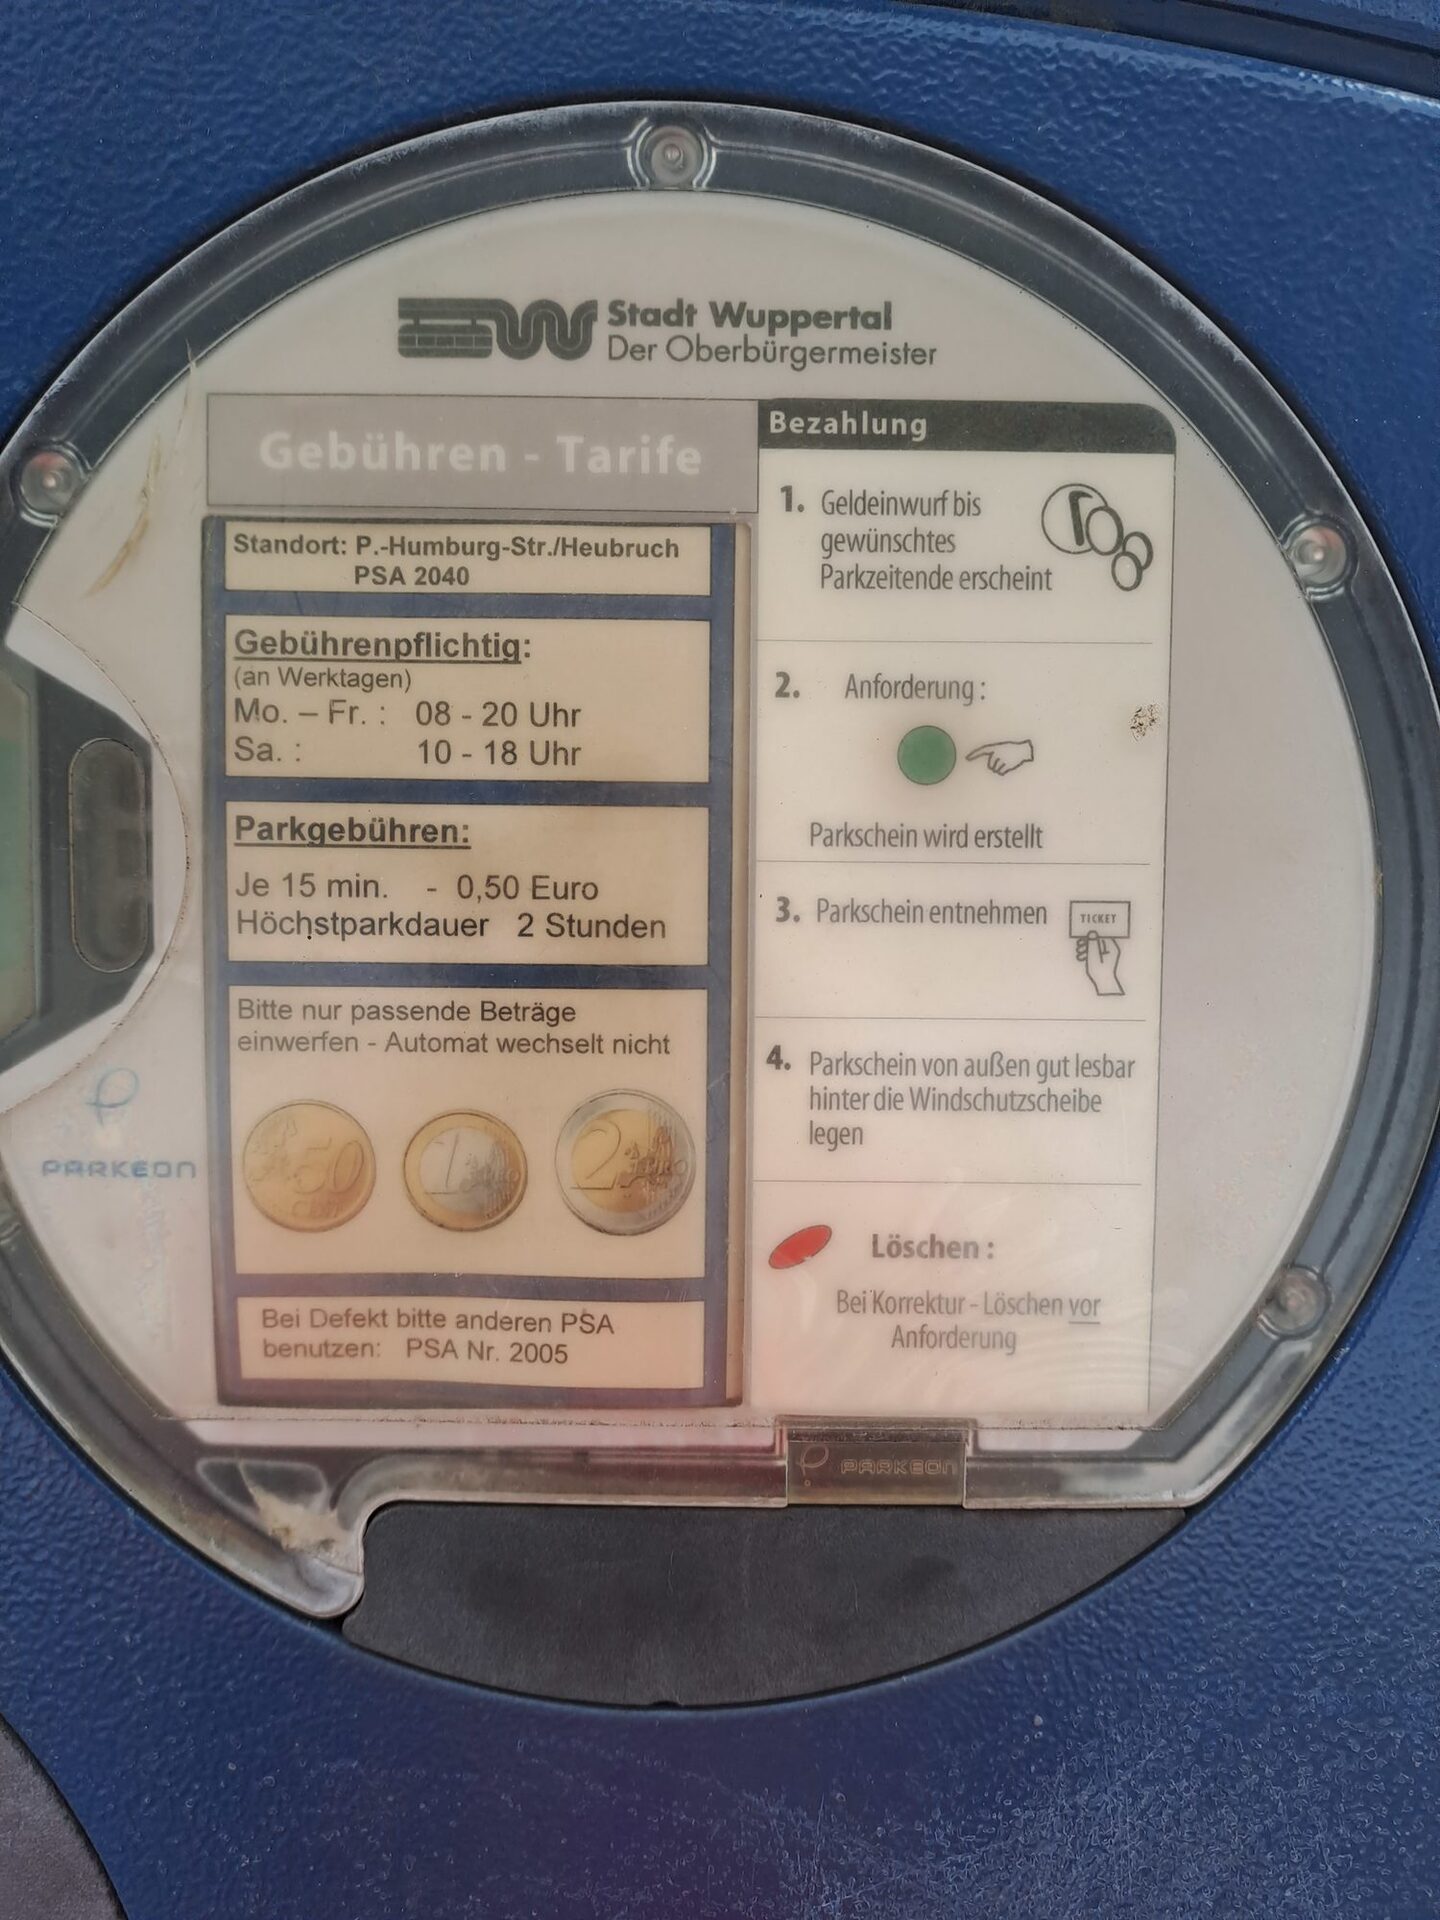 Stadt Wuppertal
Der Oberbürgermeister
Gebühren - Tarife
Standort: P.-Humburg-Str./Heubruch
PSA 2040
Gebührenpflichtig:
(an Werktagen)
Mo. – Fr. : 08 - 20 Uhr
Sa. : 10 - 18 Uhr
Parkgebühren:
Je 15 min. - 0,50 Euro
Höchstparkdauer 2 Stunden
Bitte nur passende Beträge
einwerfen - Automat wechselt nicht
50 1 2
Bei Defekt bitte anderen PSA
benutzen: PSA Nr. 2005
Bezahlung
1. Geldeinwurf bis
gewünschtes
Parkzeitende erscheint
2. Anforderung :
Parkschein wird erstellt
3. Parkschein entnehmen
TICKET
4. Parkschein von außen gut lesbar
hinter die Windschutzscheibe
legen
Löschen :
Bei Korrektur - Löschen vor
Anforderung
PARKEON
PARKEON